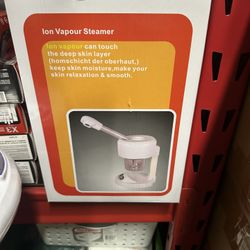 Ion Vapour Steamer
Ion vapour can touch
the deep skin layer
(homschicht der oberhaut,)
keep skin moisture,make your
skin relaxation & smooth.